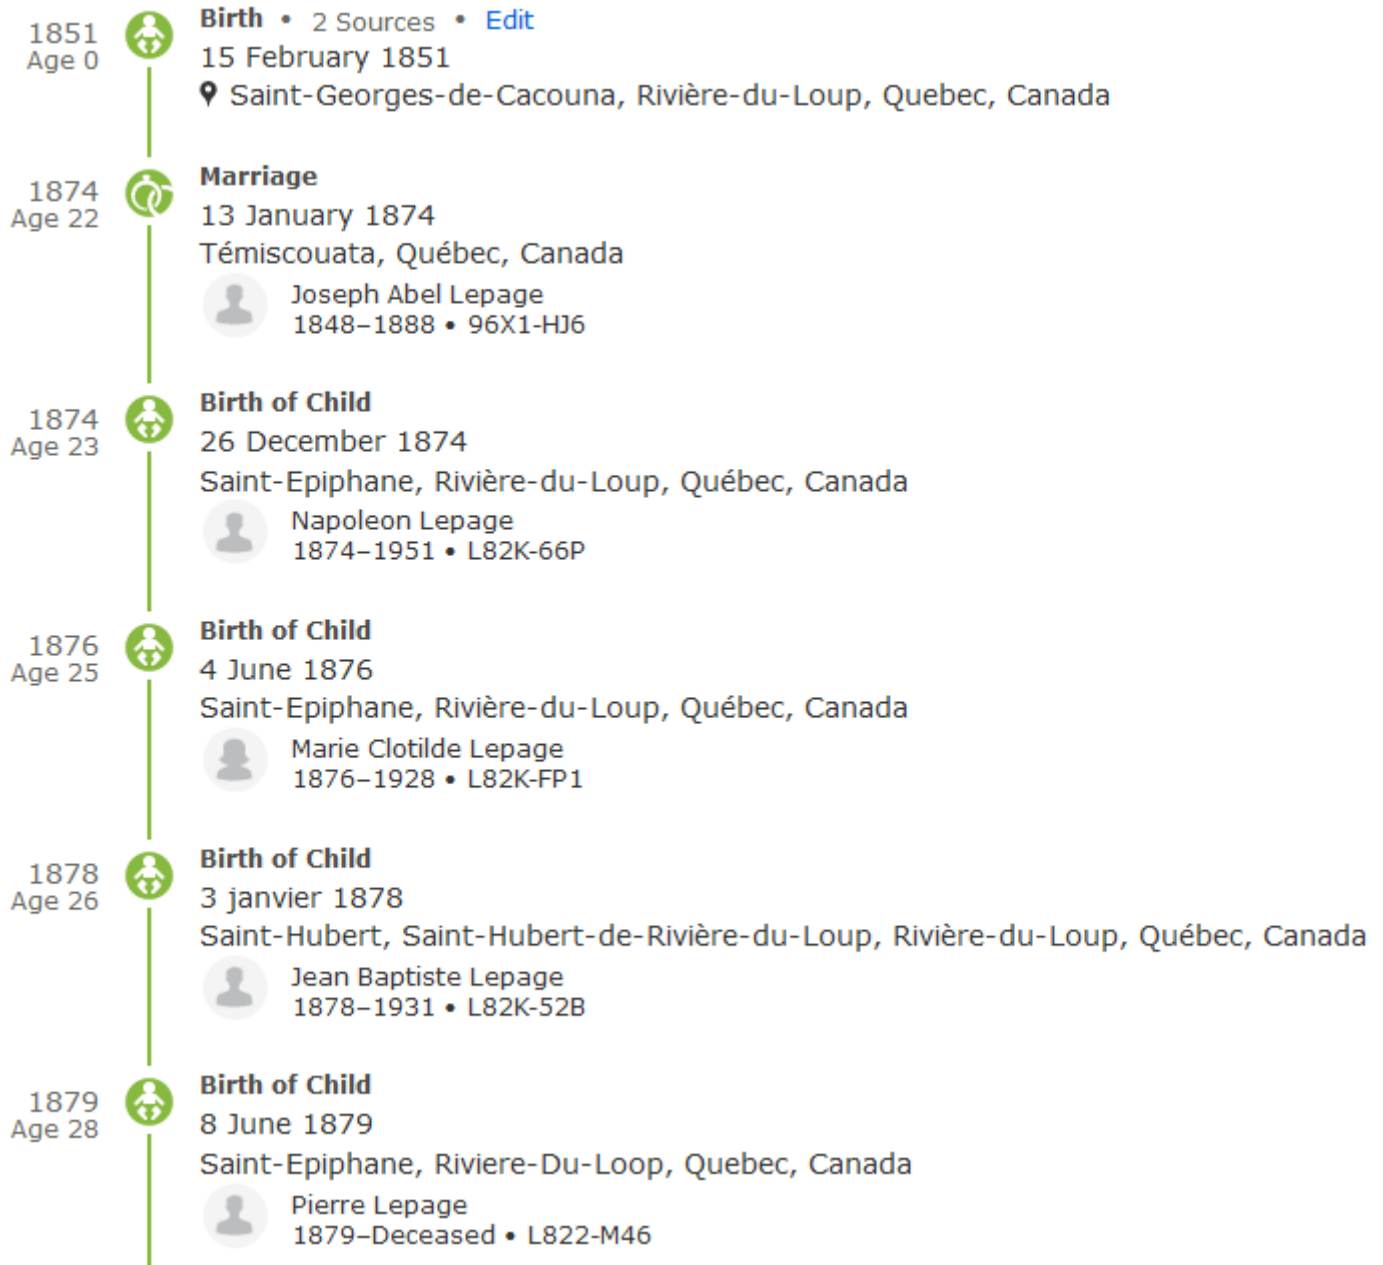 1851
Age 0
Birth • 2 Sources • Edit
15 February 1851
Saint-Georges-de-Cacouna, Rivière-du-Loup, Quebec, Canada
1874
Age 22
Marriage
13 January 1874
Témiscouata, Québec, Canada
Joseph Abel Lepage
1848–1888 • 96X1-HJ6
1874
Age 23
Birth of Child
26 December 1874
Saint-Epiphane, Rivière-du-Loup, Québec, Canada
Napoleon Lepage
1874–1951 • L82K-66P
1876
Age 25
Birth of Child
4 June 1876
Saint-Epiphane, Rivière-du-Loup, Québec, Canada
Marie Clotilde Lepage
1876–1928 • L82K-FP1
1878
Age 26
Birth of Child
3 janvier 1878
Saint-Hubert, Saint-Hubert-de-Rivière-du-Loup, Rivière-du-Loup, Québec, Canada
Jean Baptiste Lepage
1878–1931 • L82K-52B
1879
Age 28
Birth of Child
8 June 1879
Saint-Epiphane, Riviere-Du-Loop, Quebec, Canada
Pierre Lepage
1879–Deceased • L822-M46